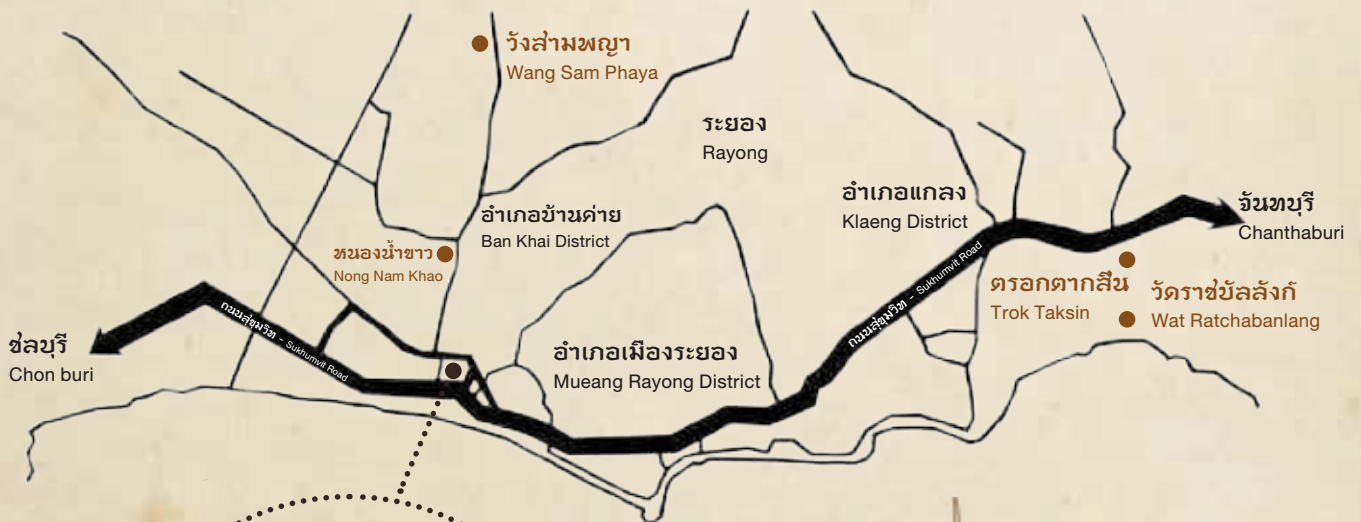 วังสามพญา
Wang Sam Phaya
ระยอง
Rayong
อำเภอแกลง
Klaeng District
จันทบุรี
Chanthaburi
อำเภอบ้านค่าย
Ban Khai District
หนองน้ำขาว
Nong Nam Khao
ตรอกตากสิน
Trok Taksin
วัดราชบัลลังก์
Wat Ratchabanlang
ถนนสุขุมวิท - Sukhumvit Road
ถนนสุขุมวิท - Sukhumvit Road
ชลบุรี
Chon buri
อำเภอเมืองระยอง
Mueang Rayong District